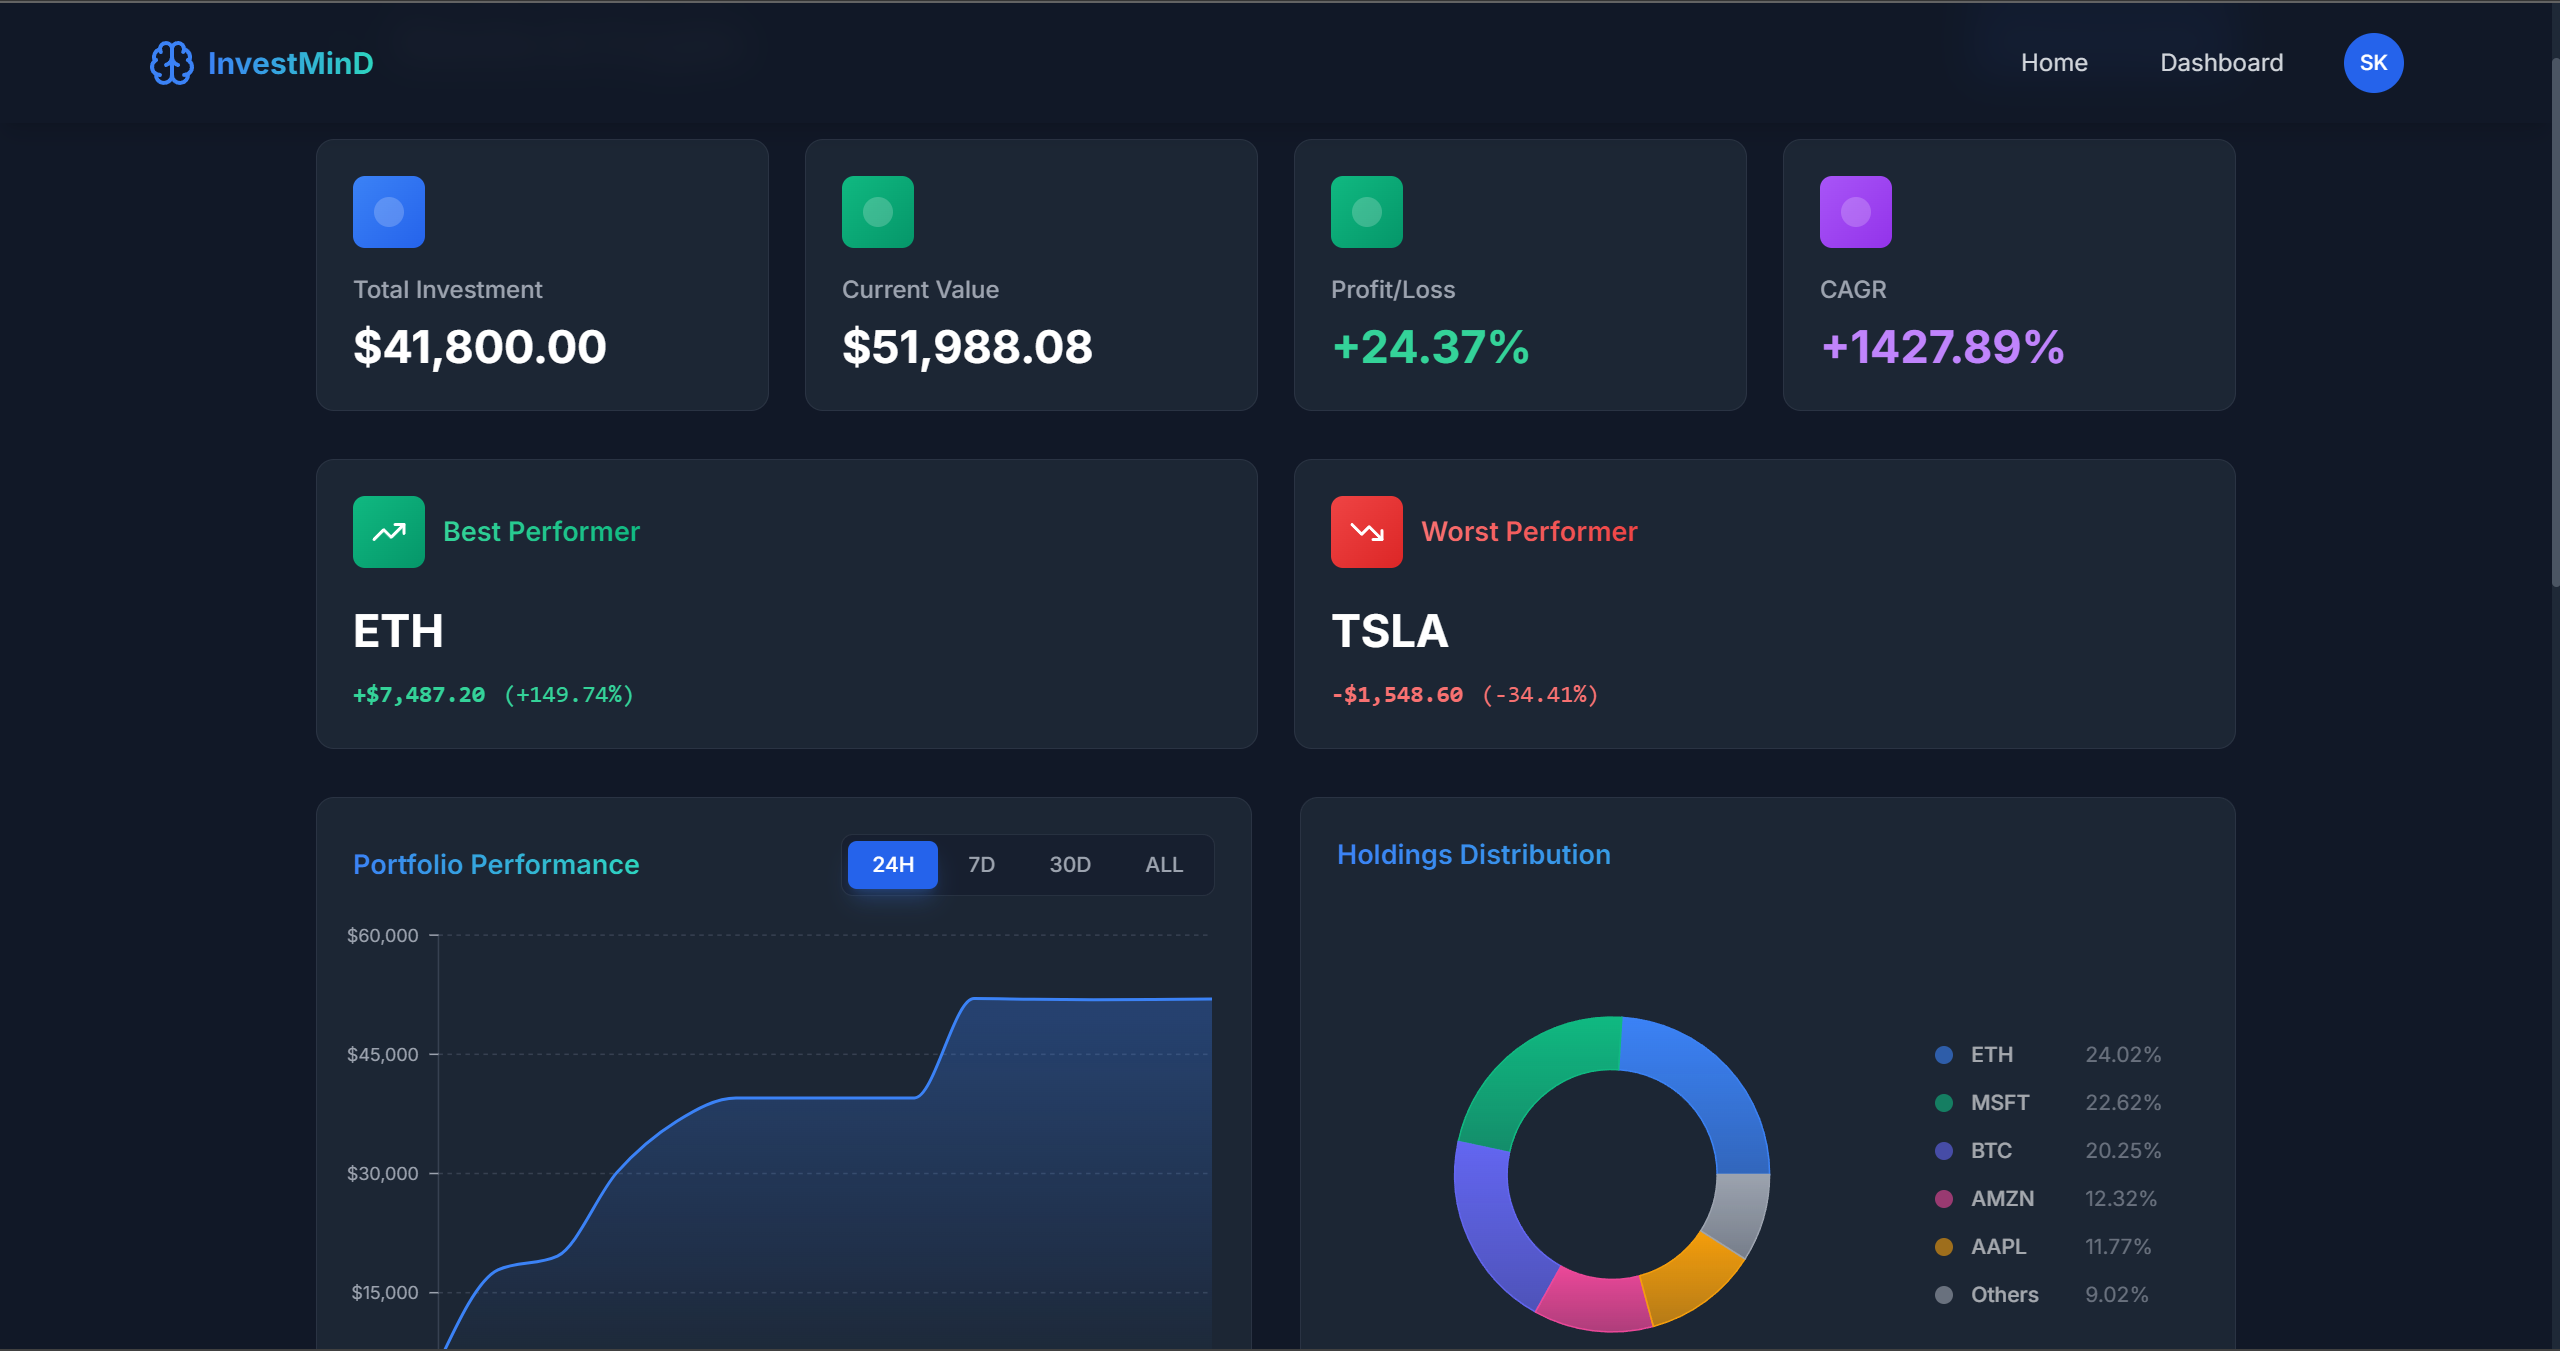 InvestMinD
Home
Dashboard
SK
Total Investment
$41,800.00
Current Value
$51,988.08
Profit/Loss
+24.37%
CAGR
+1427.89%
Best Performer
ETH
+$7,487.20 (+149.74%)
Worst Performer
TSLA
-$1,548.60 (-34.41%)
Portfolio Performance
24H
7D
30D
ALL
$60,000
$45,000
$30,000
$15,000
Holdings Distribution
ETH 24.02%
MSFT 22.62%
BTC 20.25%
AMZN 12.32%
AAPL 11.77%
Others 9.02%